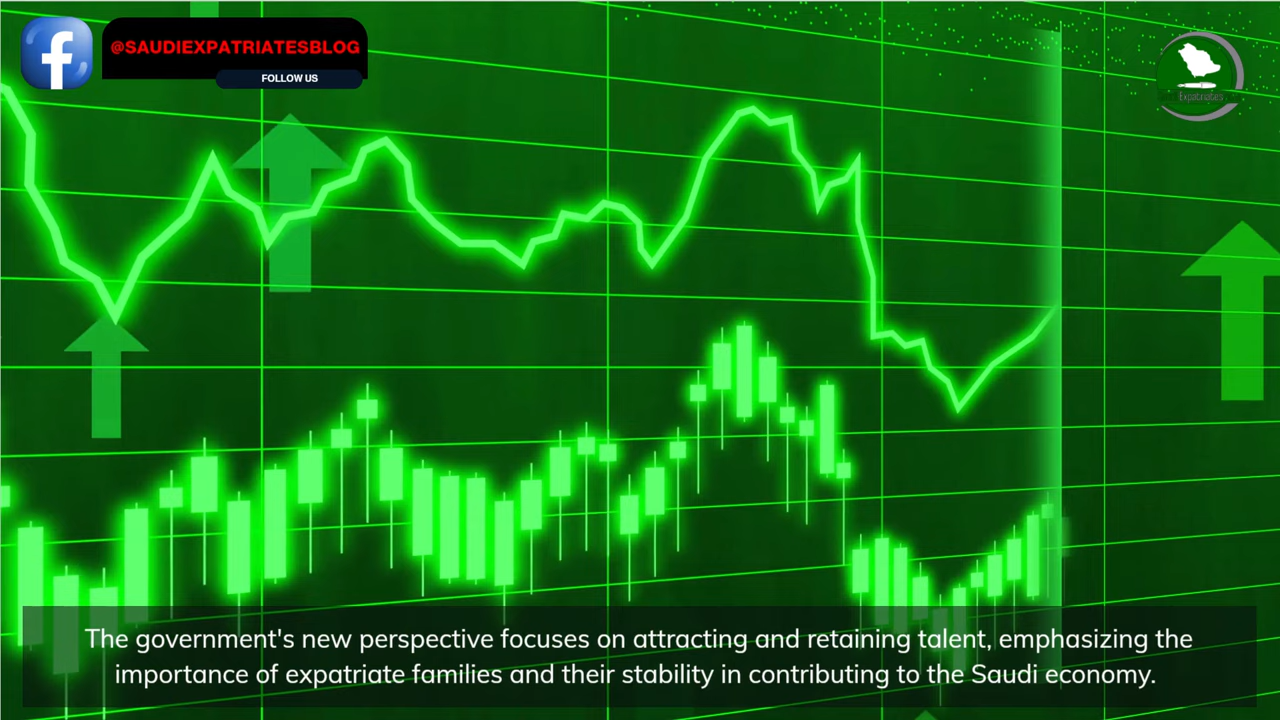 @SAUDIEXPATRIATESBLOG
FOLLOW US
Expatriates
The government's new perspective focuses on attracting and retaining talent, emphasizing the
importance of expatriate families and their stability in contributing to the Saudi economy.